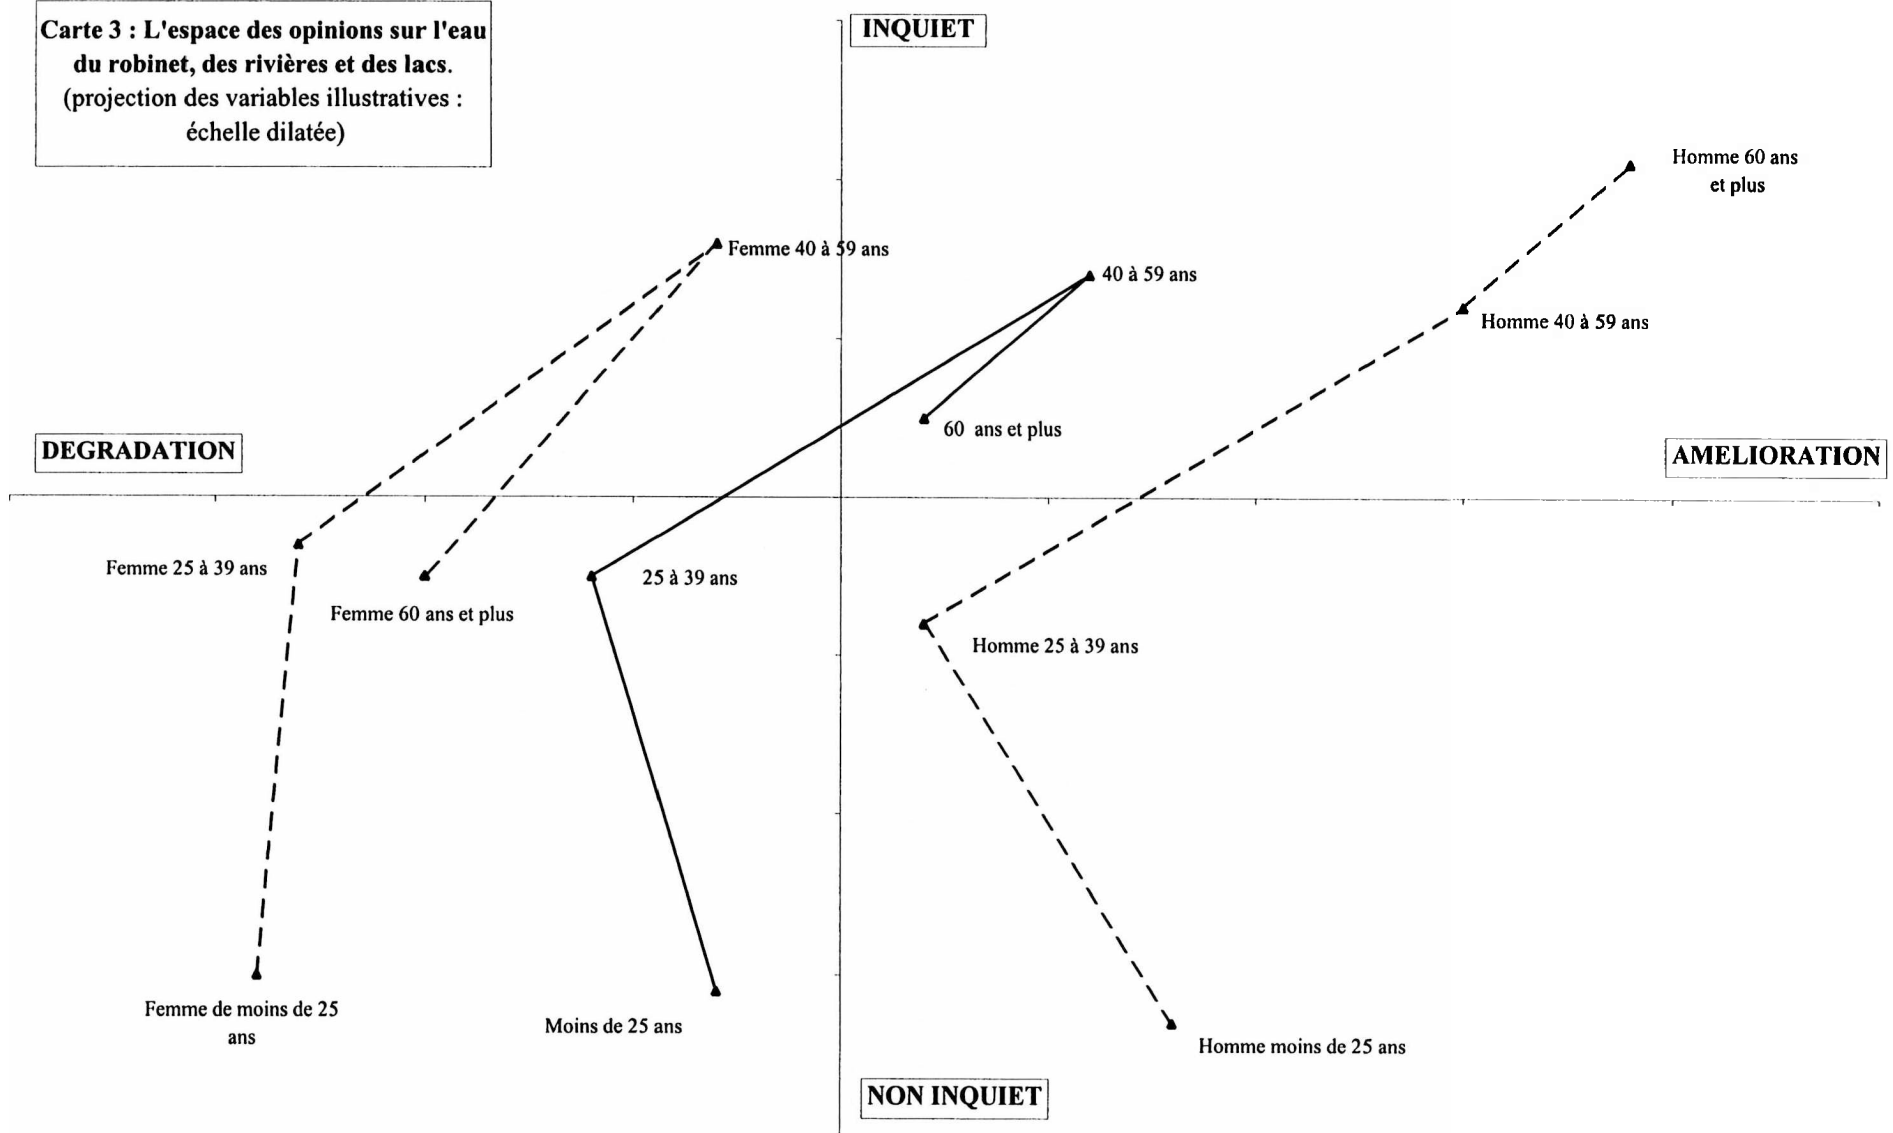 Carte 3 : L'espace des opinions sur l'eau
du robinet, des rivières et des lacs.
(projection des variables illustratives :
échelle dilatée)
INQUIET
Homme 60 ans
et plus
Femme 40 à 59 ans
40 à 59 ans
Homme 40 à 59 ans
60 ans et plus
DEGRADATION
AMELIORATION
Femme 25 à 39 ans
25 à 39 ans
Femme 60 ans et plus
Homme 25 à 39 ans
Femme de moins de 25
ans
Moins de 25 ans
Homme moins de 25 ans
NON INQUIET